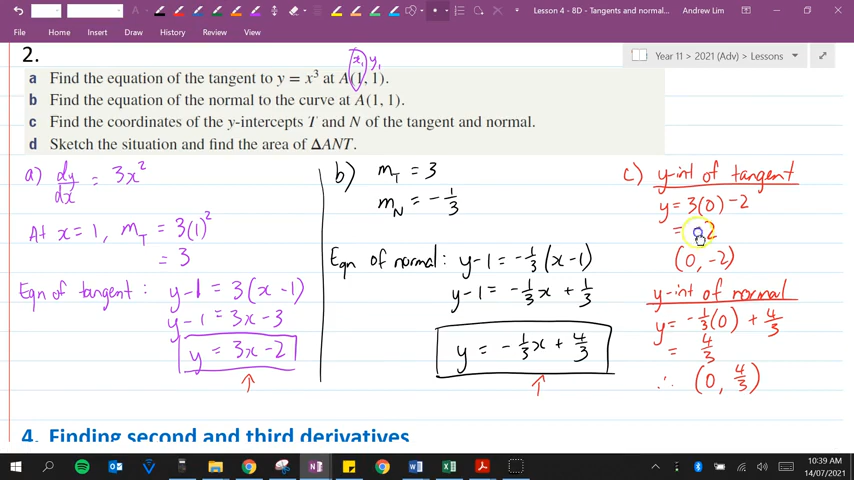 Lesson 4 - 8D - Tangents and normal...
Andrew Lim
File Home Insert Draw History Review View
Year 11 > 2021 (Adv) > Lessons
2.
x₁ y₁
a Find the equation of the tangent to y = x³ at A(1, 1).
b Find the equation of the normal to the curve at A(1, 1).
c Find the coordinates of the y-intercepts T and N of the tangent and normal.
d Sketch the situation and find the area of ΔANT.
a) dy/dx = 3x²
At x = 1, m_T = 3(1)²
= 3
Eqn of tangent: y-1 = 3(x-1)
y-1 = 3x-3
y = 3x-2
↑
b) m_T = 3
m_N = -1/3
Eqn of normal: y-1 = -1/3(x-1)
y-1 = -1/3x + 1/3
y = -1/3x + 4/3
↑
c) y-int of tangent
y = 3(0) -2
= 2
(0, -2)
y-int of normal
y = -1/3(0) + 4/3
= 4/3
∴ (0, 4/3)
4. Finding second and third derivatives
10:39 AM
14/07/2021